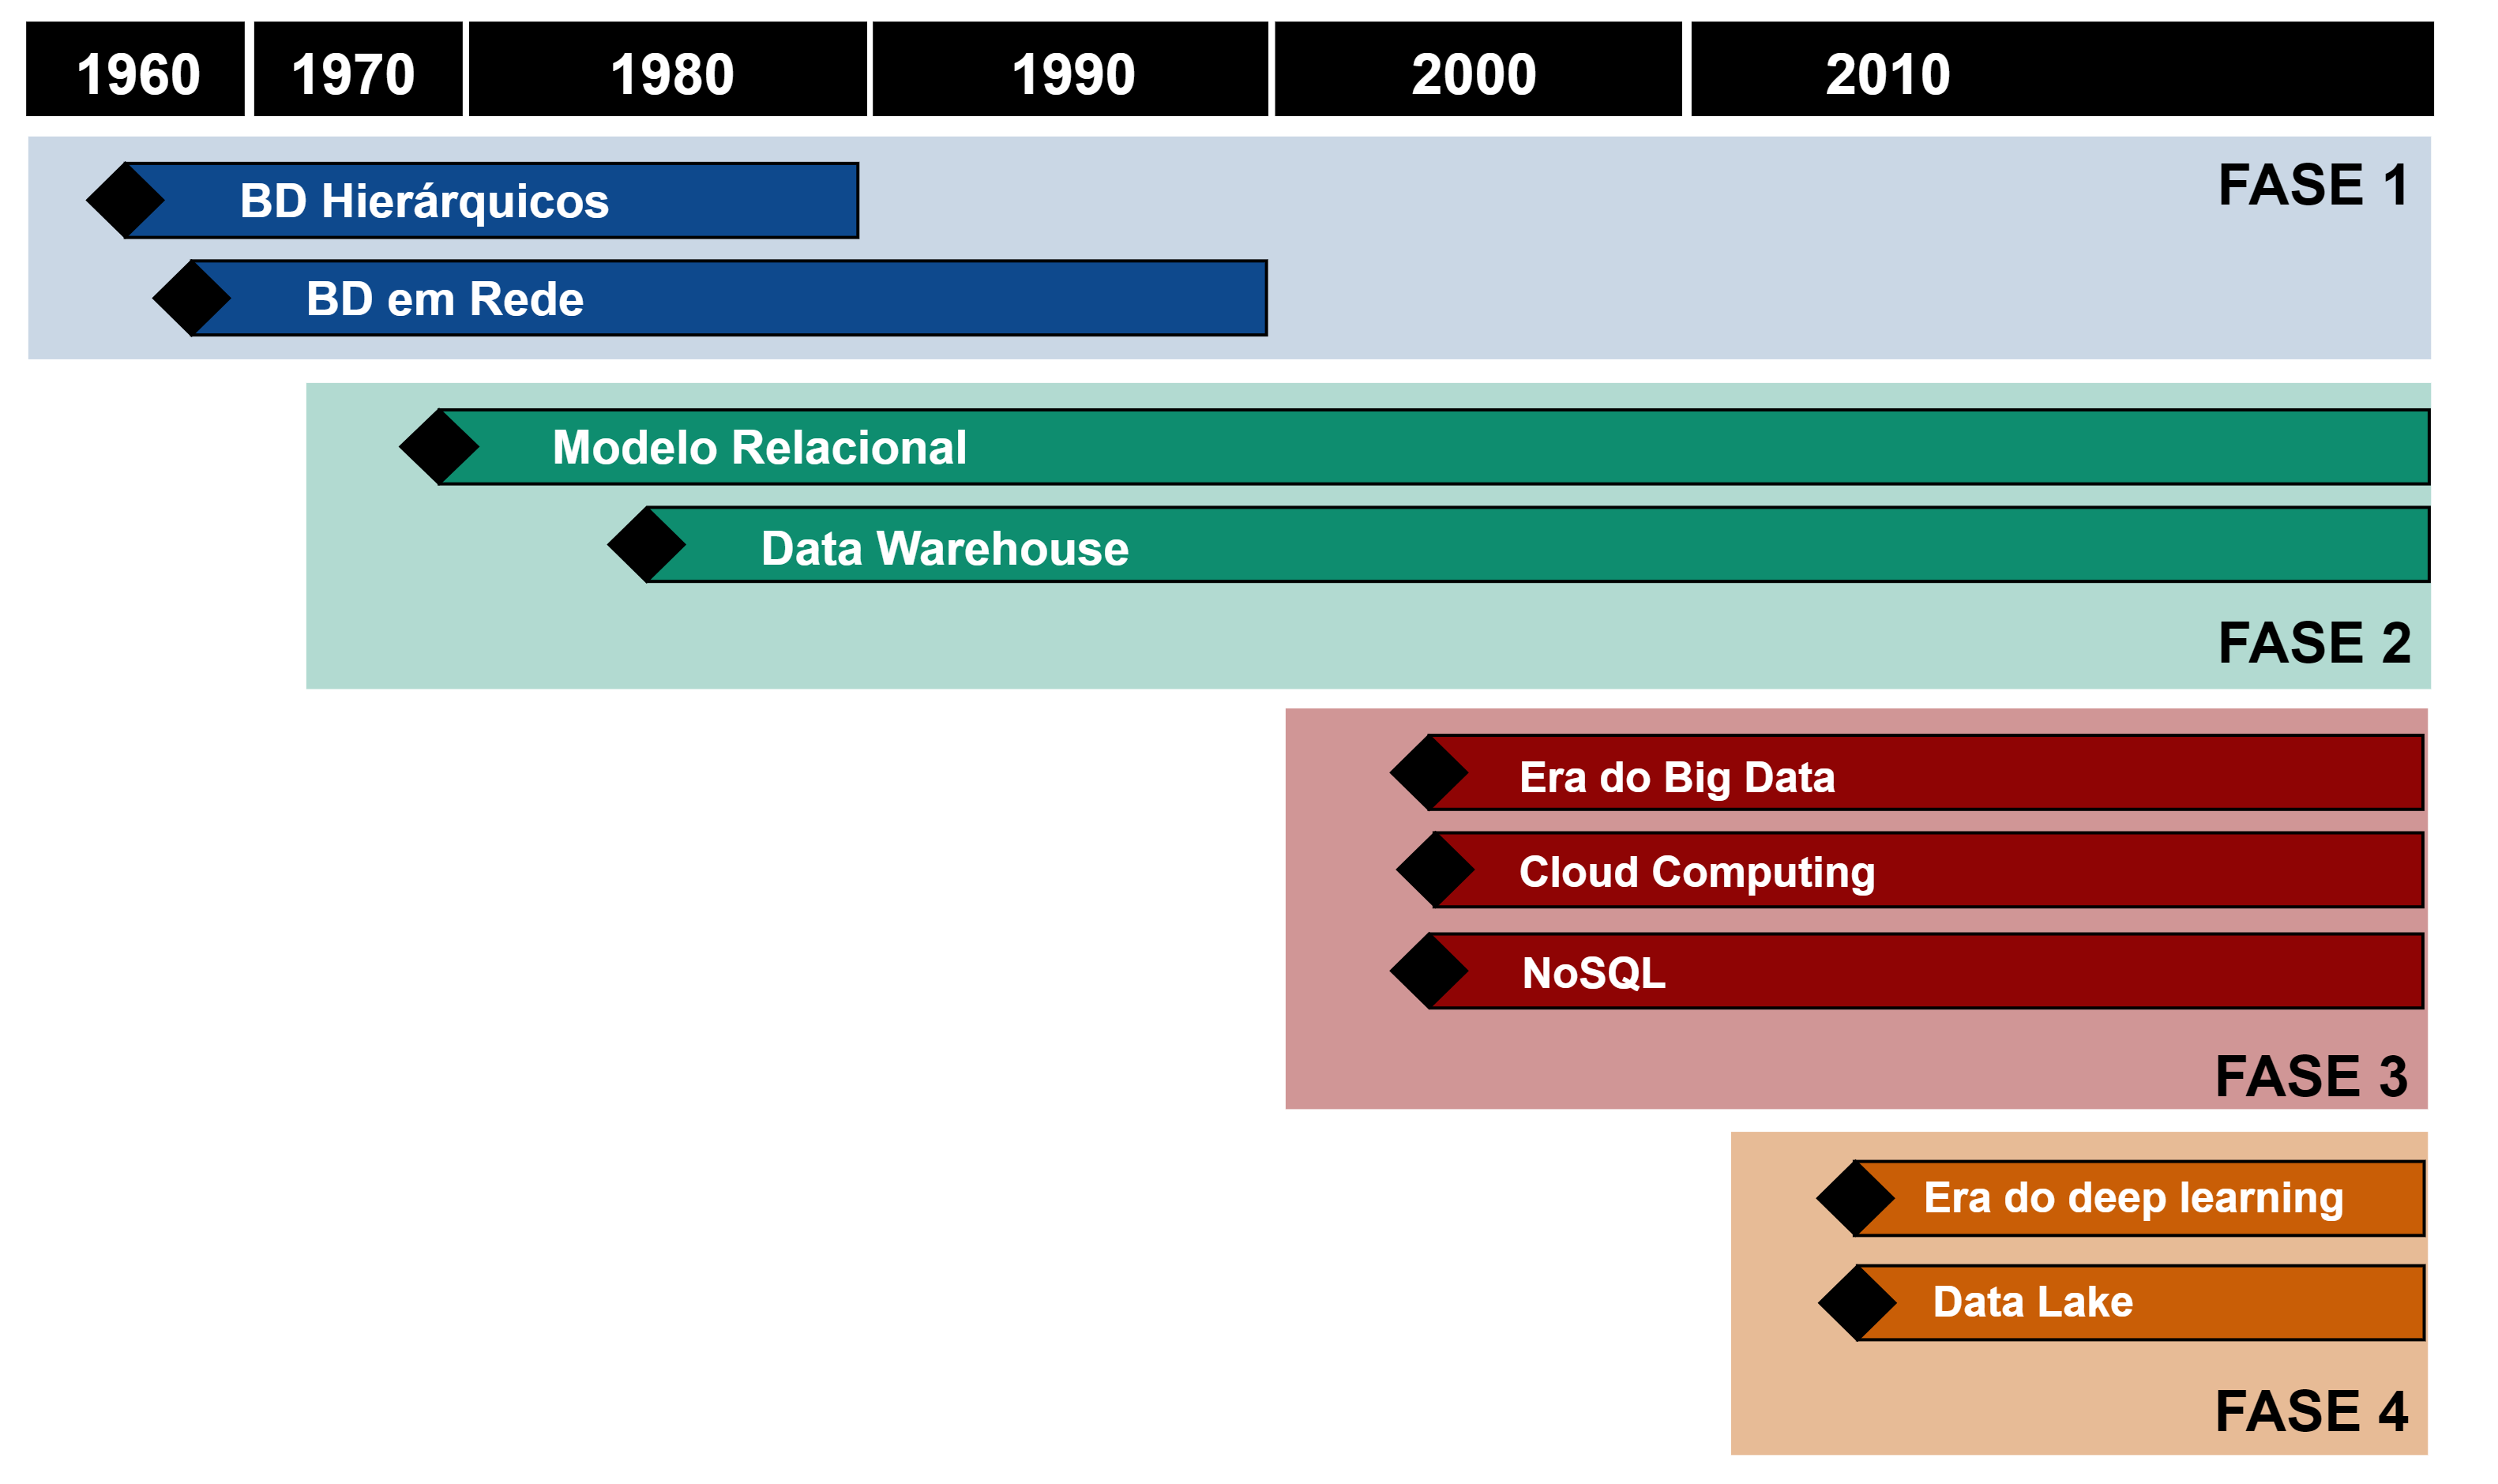 1960 1970 1980 1990 2000 2010
FASE 1
BD Hierárquicos
BD em Rede
Modelo Relacional
Data Warehouse
FASE 2
Era do Big Data
Cloud Computing
NoSQL
FASE 3
Era do deep learning
Data Lake
FASE 4